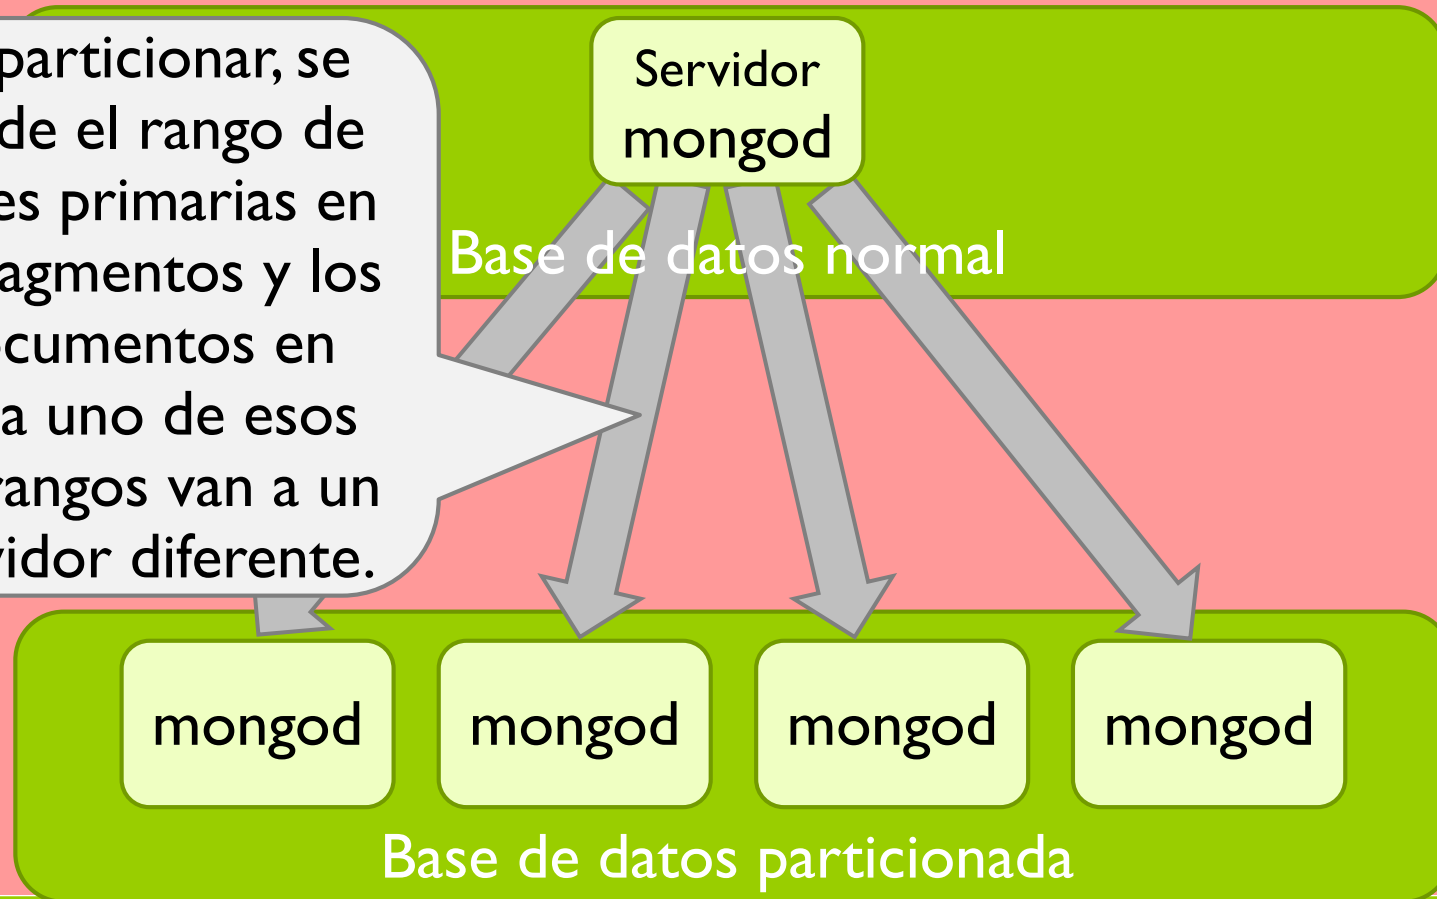 particionar, se
de el rango de
es primarias en
agmentos y los
cumentos en
a uno de esos
rangos van a un
idor diferente.
Servidor
mongod
Base de datos normal
mongod
mongod
mongod
mongod
Base de datos particionada